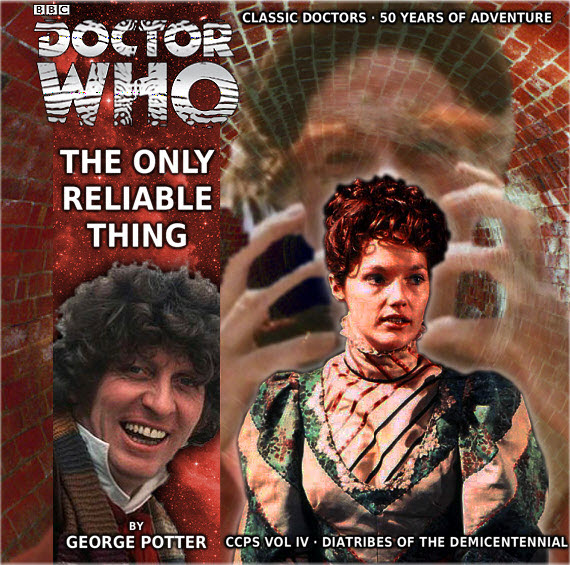 BBC
DOCTOR
WHO
CLASSIC DOCTORS · 50 YEARS OF ADVENTURE
THE ONLY
RELIABLE
THING
BY
GEORGE POTTER
CCPS VOL IV · DIATRIBES OF THE DEMICENTENNIAL